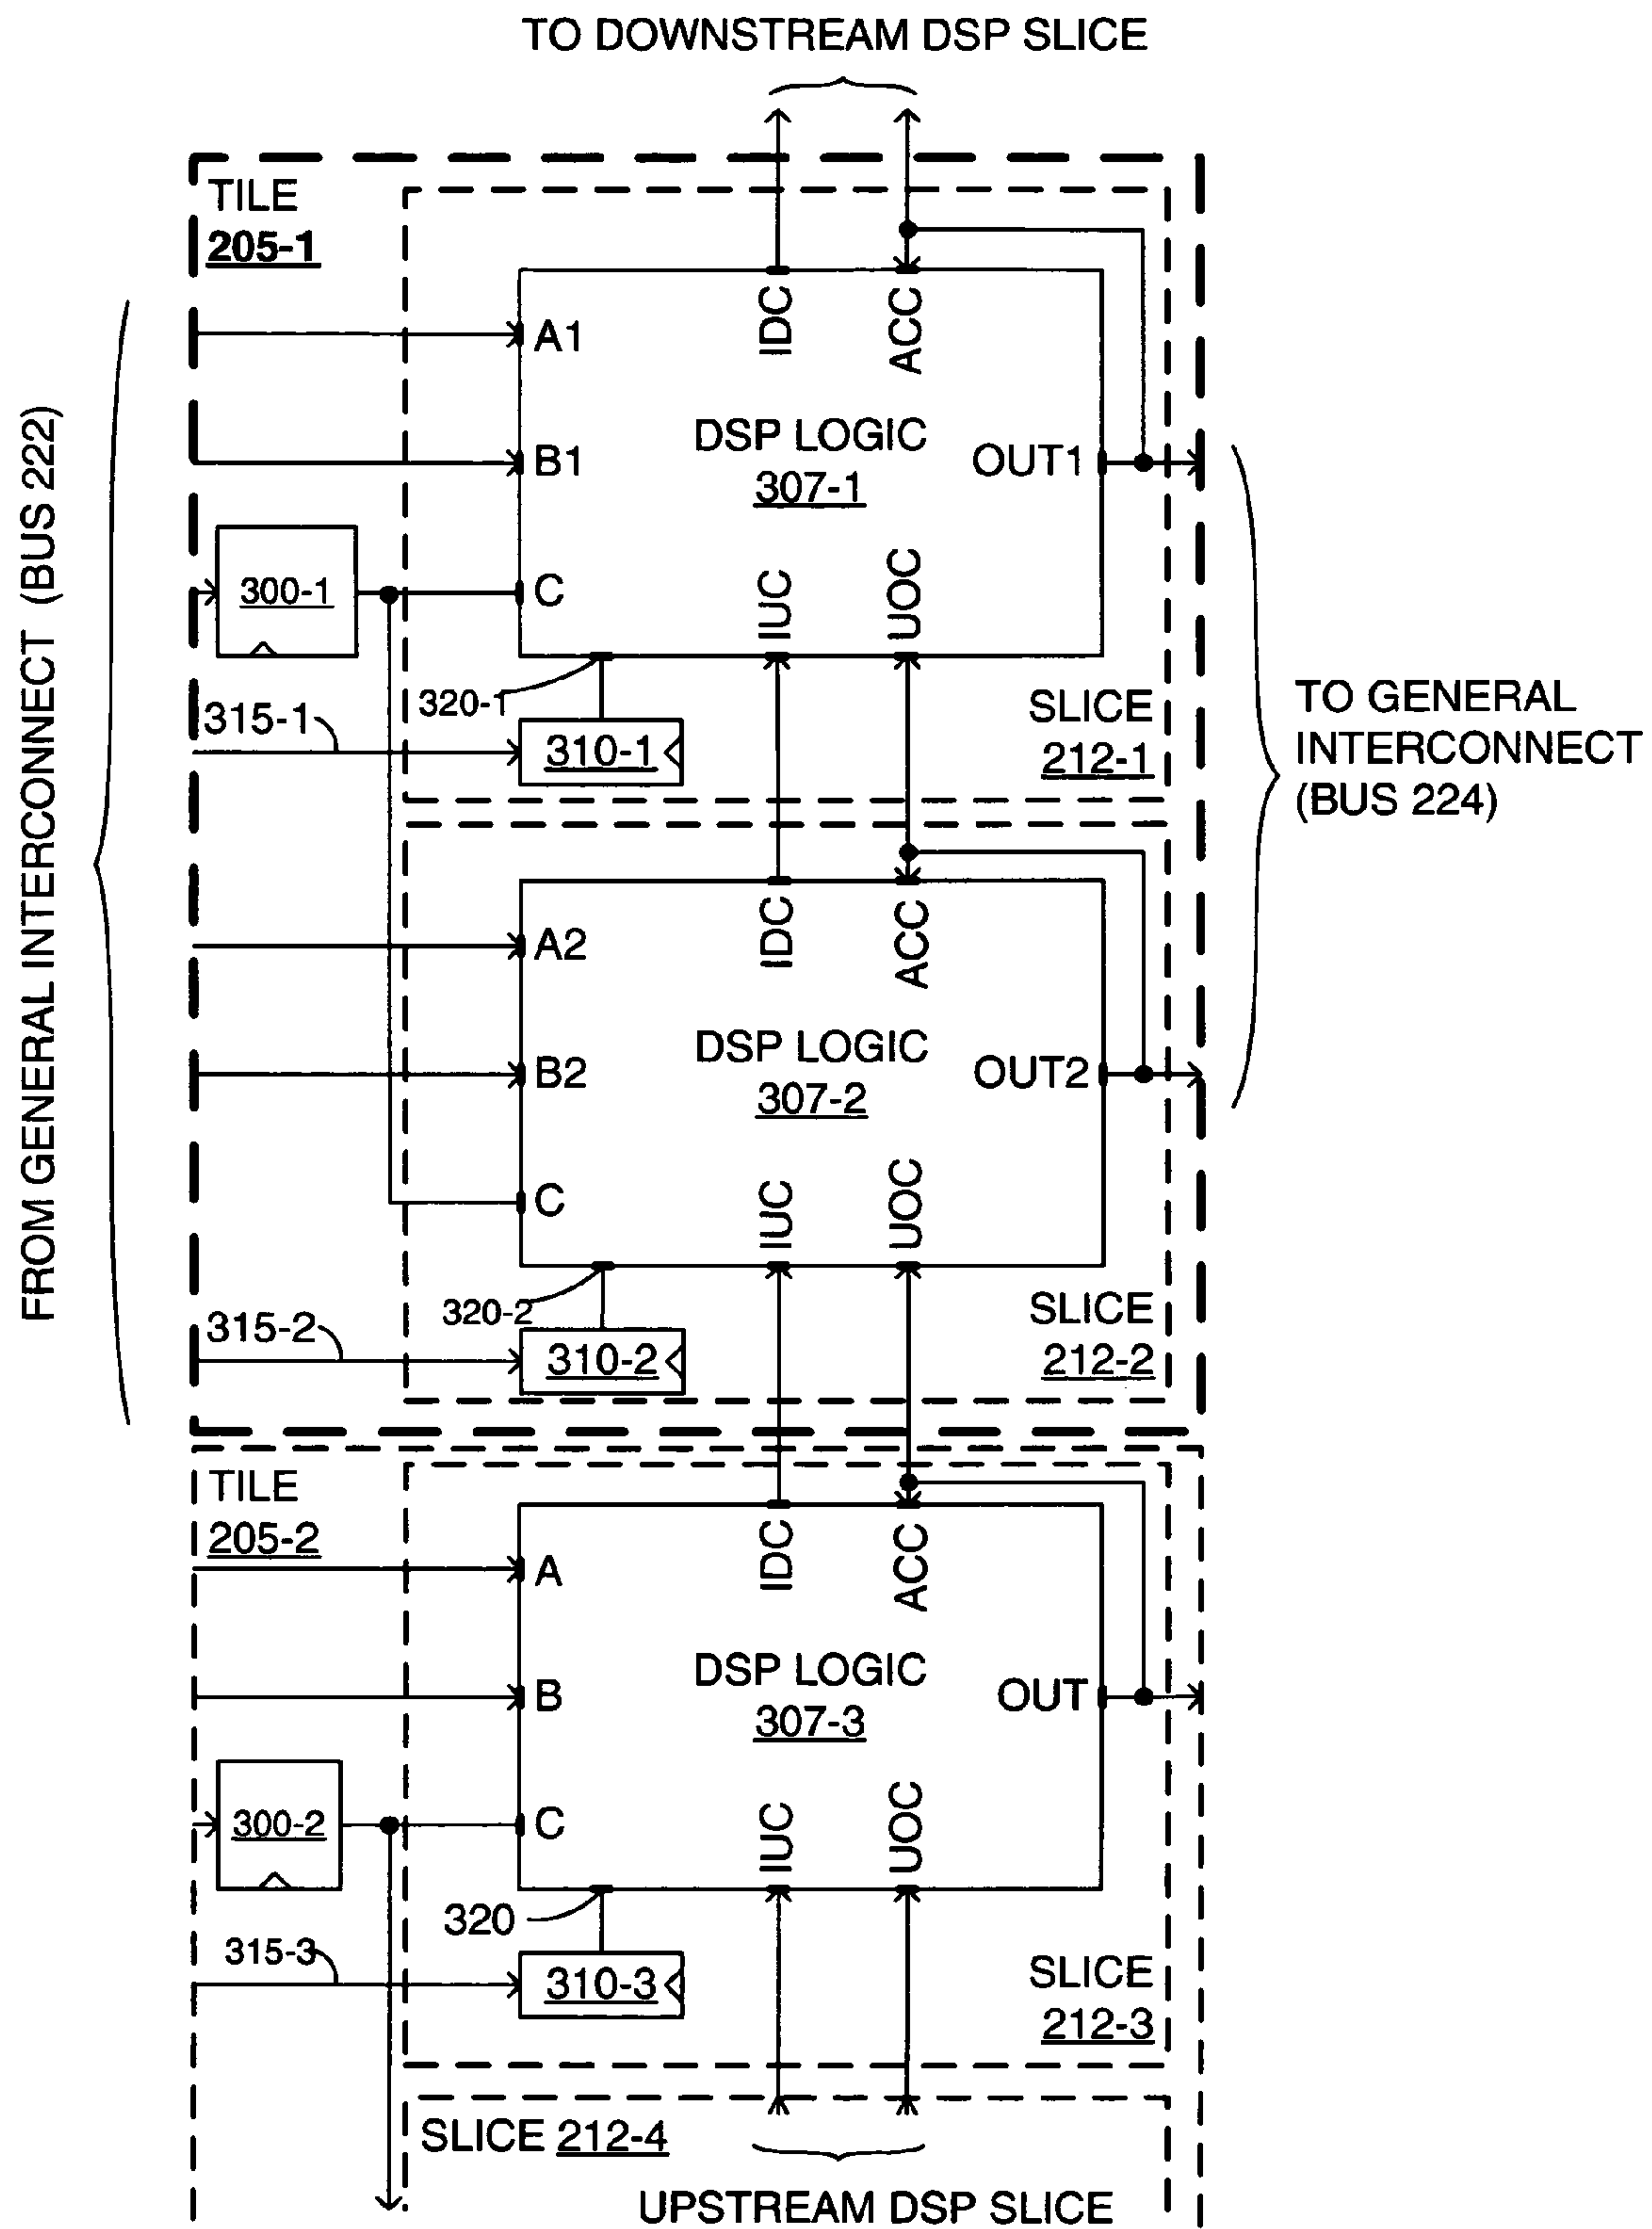 TO DOWNSTREAM DSP SLICE
TILE
205-1
FROM GENERAL INTERCONNECT (BUS 222)
A1
IDC
ACC
B1
DSP LOGIC
307-1
OUT1
300-1
C
IUC
UOC
320-1
315-1
310-1
SLICE
212-1
TO GENERAL
INTERCONNECT
(BUS 224)
A2
IDC
ACC
B2
DSP LOGIC
307-2
OUT2
C
IUC
UOC
320-2
315-2
310-2
SLICE
212-2
TILE
205-2
A
IDC
ACC
B
DSP LOGIC
307-3
OUT
300-2
C
IUC
UOC
320
315-3
310-3
SLICE
212-3
SLICE 212-4
UPSTREAM DSP SLICE